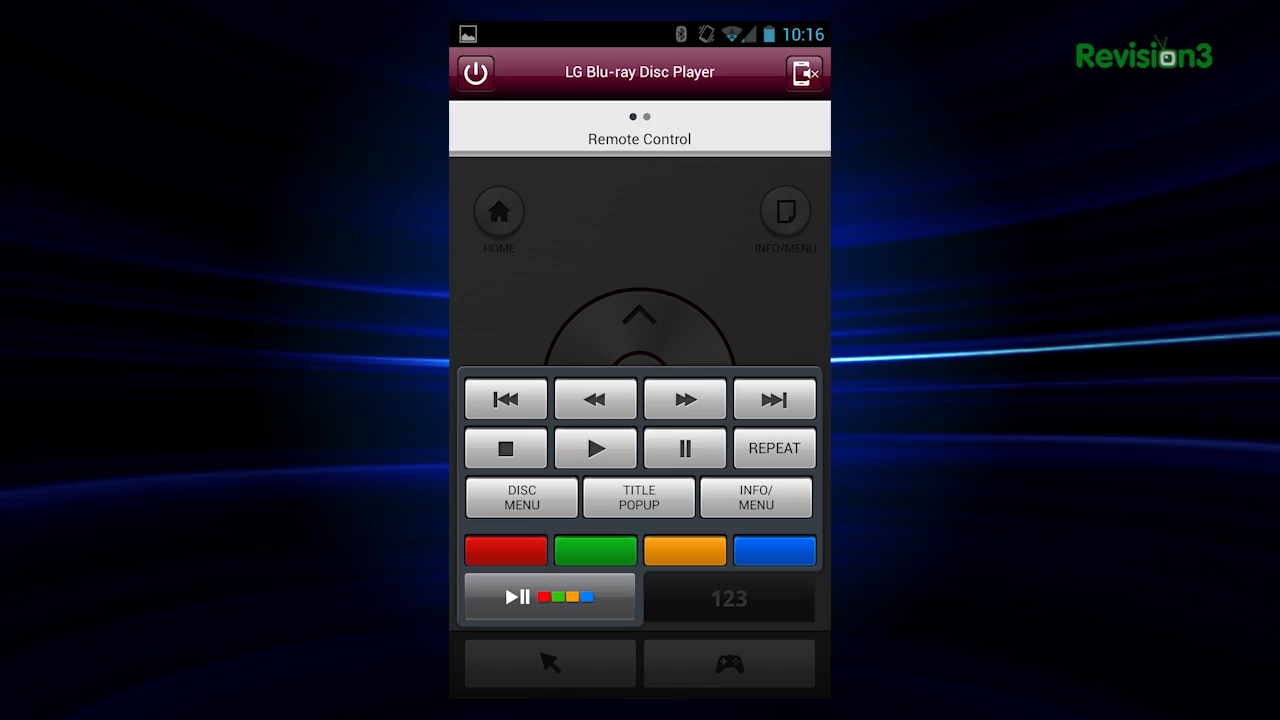 10:16
Revision3
LG Blu-ray Disc Player
Remote Control
HOME
INFO/MENU
REPEAT
DISC
MENU
TITLE
POPUP
INFO/
MENU
123